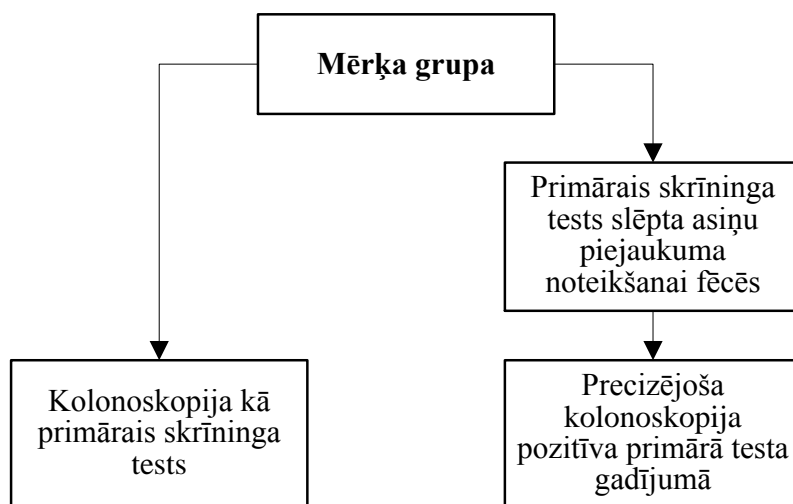 Mērķa grupa
Primārais skrīninga
tests slēpta asiņu
piejaukuma
noteikšanai fēcēs
Kolonoskopija kā
primārais skrīninga
tests
Precizējoša
kolonoskopija
pozitīva primārā testa
gadījumā